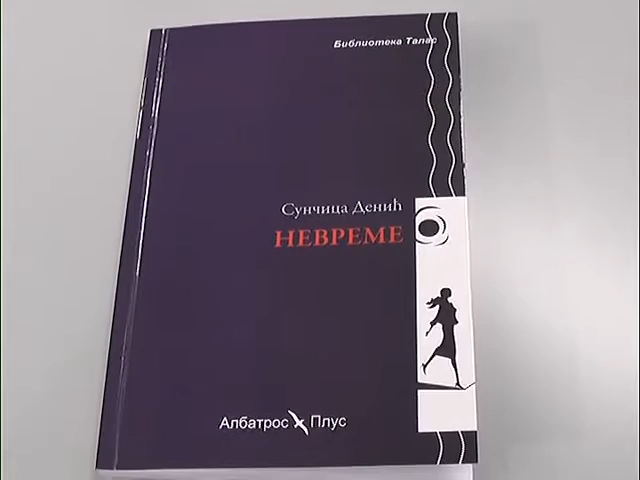 Библиотека Талас
Сунчица Денић
НЕВРЕМЕ
Албатрос Плус